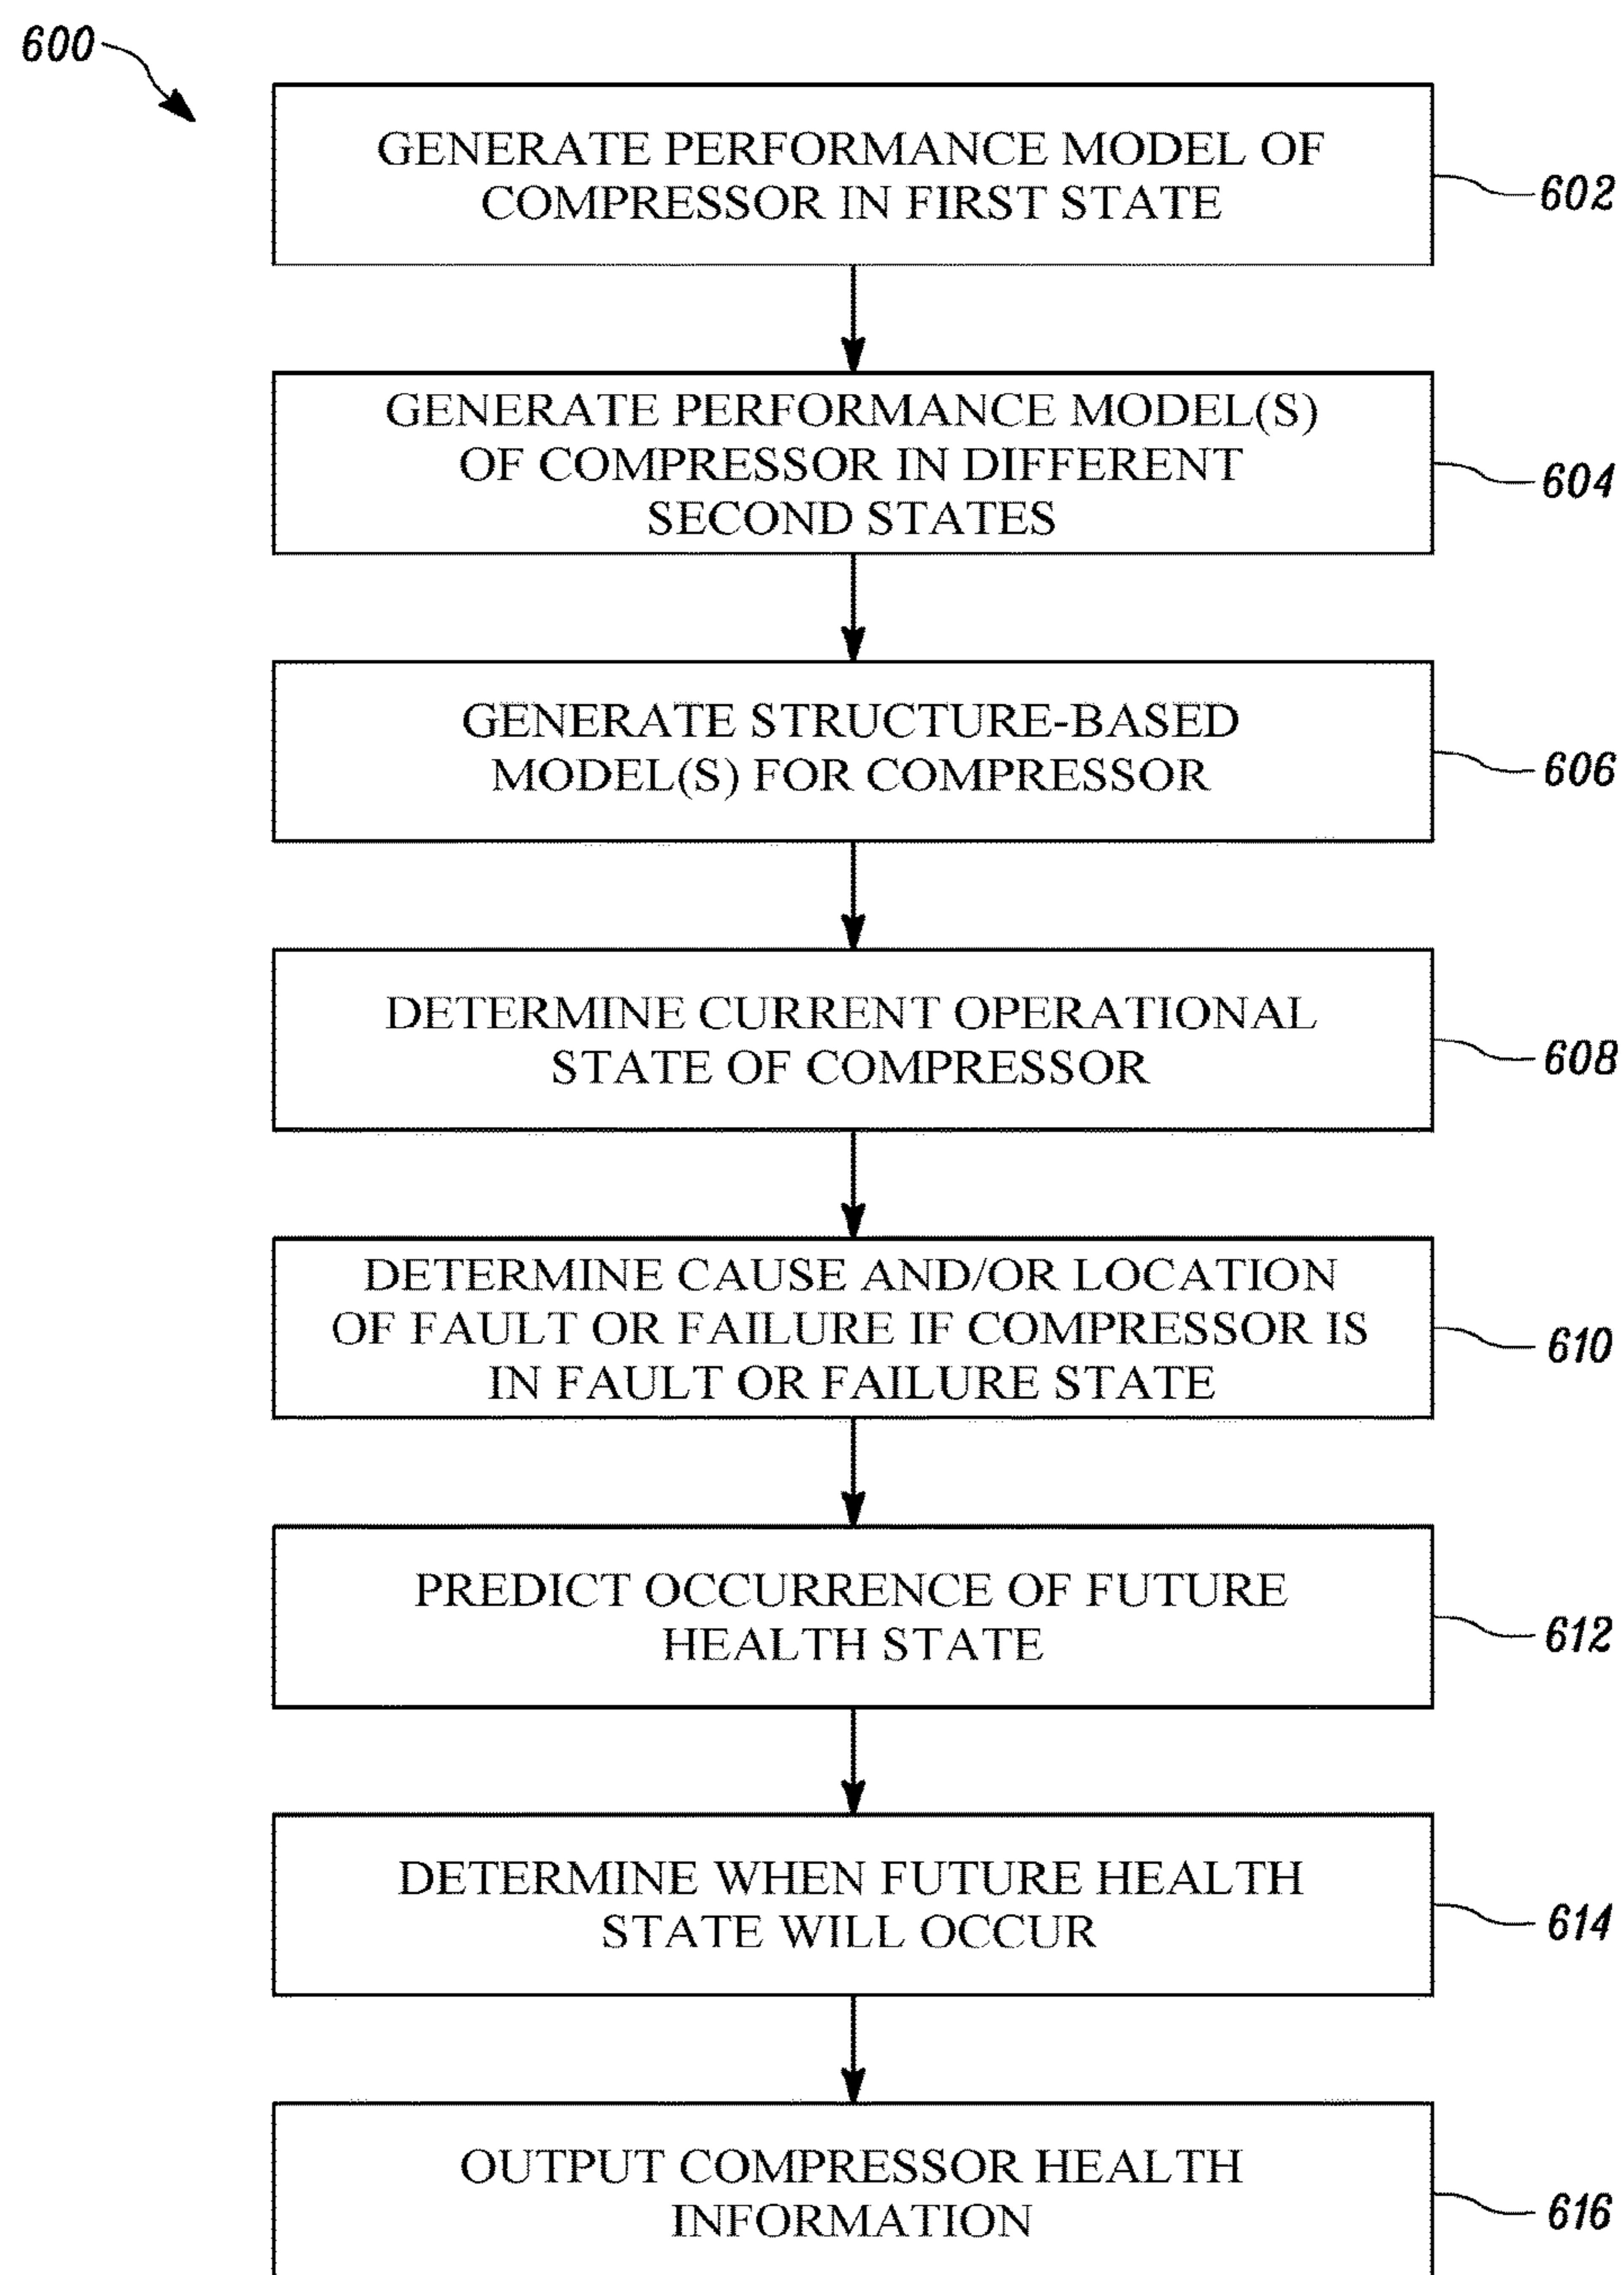 600
GENERATE PERFORMANCE MODEL OF
COMPRESSOR IN FIRST STATE
602
GENERATE PERFORMANCE MODEL(S)
OF COMPRESSOR IN DIFFERENT
SECOND STATES
604
GENERATE STRUCTURE-BASED
MODEL(S) FOR COMPRESSOR
606
DETERMINE CURRENT OPERATIONAL
STATE OF COMPRESSOR
608
DETERMINE CAUSE AND/OR LOCATION
OF FAULT OR FAILURE IF COMPRESSOR IS
IN FAULT OR FAILURE STATE
610
PREDICT OCCURRENCE OF FUTURE
HEALTH STATE
612
DETERMINE WHEN FUTURE HEALTH
STATE WILL OCCUR
614
OUTPUT COMPRESSOR HEALTH
INFORMATION
616